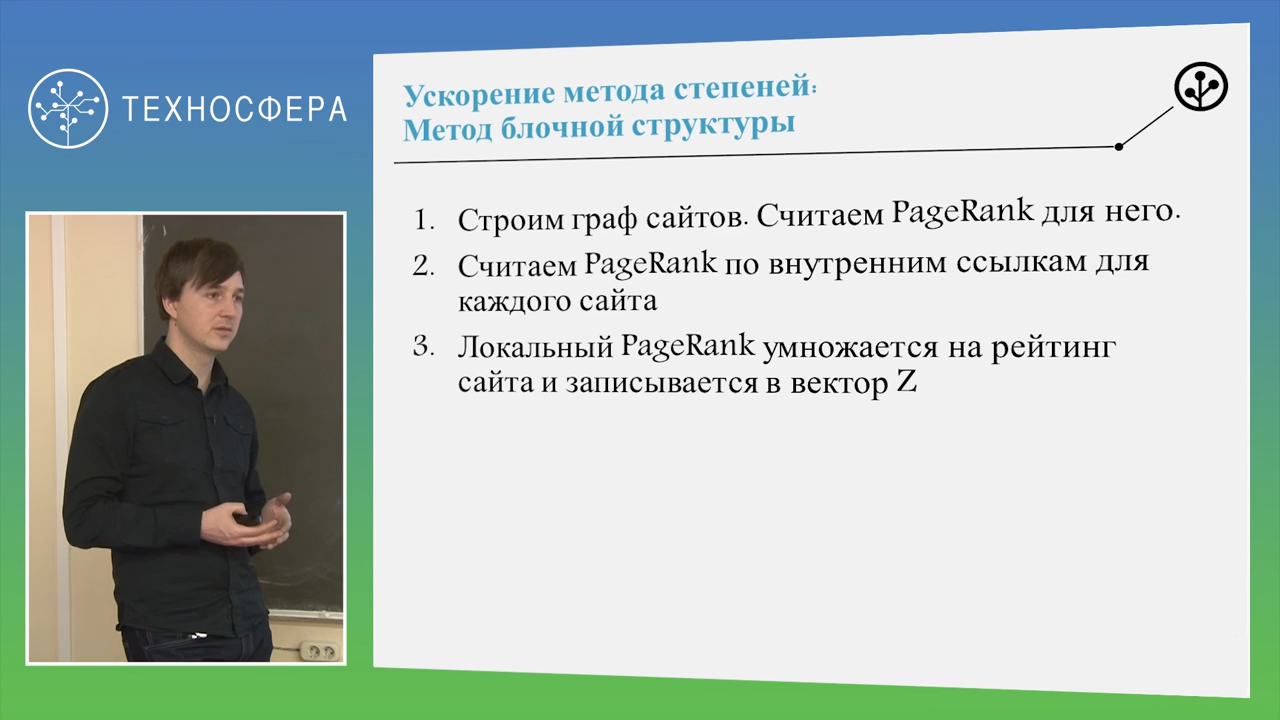 ТЕХНОСФЕРА
Ускорение метода степеней:
Метод блочной структуры
1. Строим граф сайтов. Считаем PageRank для него.
2. Считаем PageRank по внутренним ссылкам для
каждого сайта
3. Локальный PageRank умножается на рейтинг
сайта и записывается в вектор Z